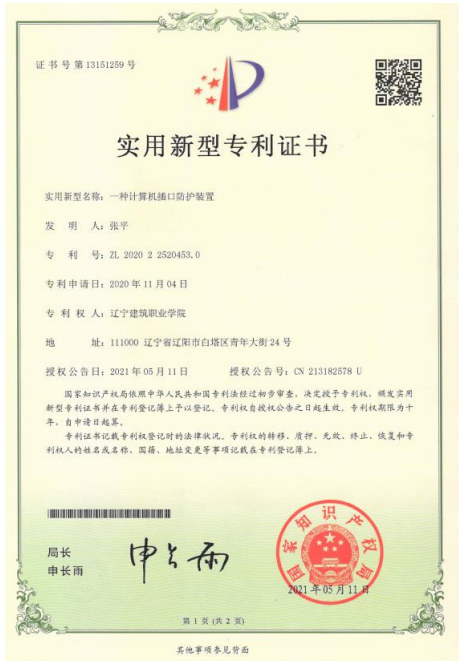 证书号第13151259号
实用新型专利证书
实用新型名称：一种计算机插口防护装置
发明人：张平
专利号：ZL 2020 2 2520453.0
专利申请日：2020年11月04日
专利权人：辽宁建筑职业学院
地址：111000 辽宁省辽阳市白塔区青年大街24号
授权公告日：2021年05月11日 授权公告号：CN 213182578 U
国家知识产权局依照中华人民共和国专利法经过初步审查，决定授予专利权，颁发实用
新型专利证书并在专利登记簿上予以登记。专利权自授权公告之日起生效。专利权期限为十
年，自申请日起算。
专利证书记载专利权登记时的法律状况。专利权的转移、质押、无效、终止、恢复和专
利权人的姓名或名称、国籍、地址变更等事项记载在专利登记簿上。
局长
申长雨
申长雨
国家知识产权局
2021年05月11日
第1页(共2页)
其他事项参见背面